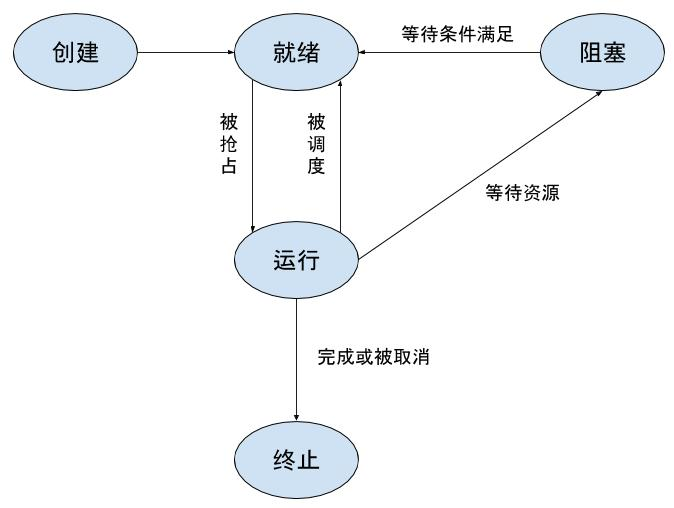 创建
就绪
等待条件满足
阻塞
被抢占
被调度
等待资源
运行
完成或被取消
终止